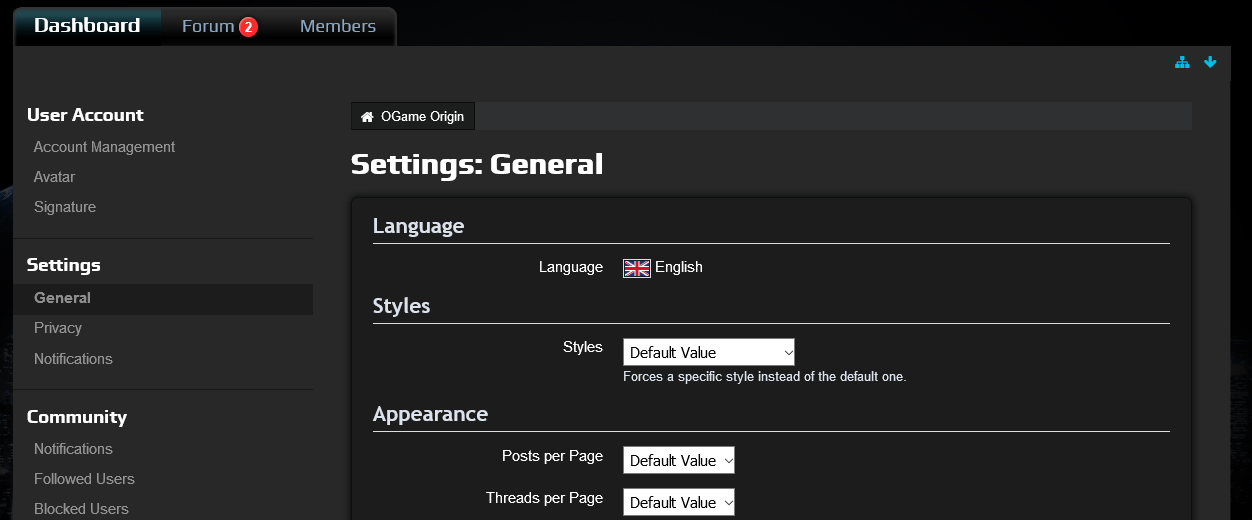 Dashboard Forum 2 Members
User Account
Account Management
Avatar
Signature
Settings
General
Privacy
Notifications
Community
Notifications
Followed Users
Blocked Users
OGame Origin
Settings: General
Language
Language English
Styles
Styles Default Value
Forces a specific style instead of the default one.
Appearance
Posts per Page Default Value
Threads per Page Default Value